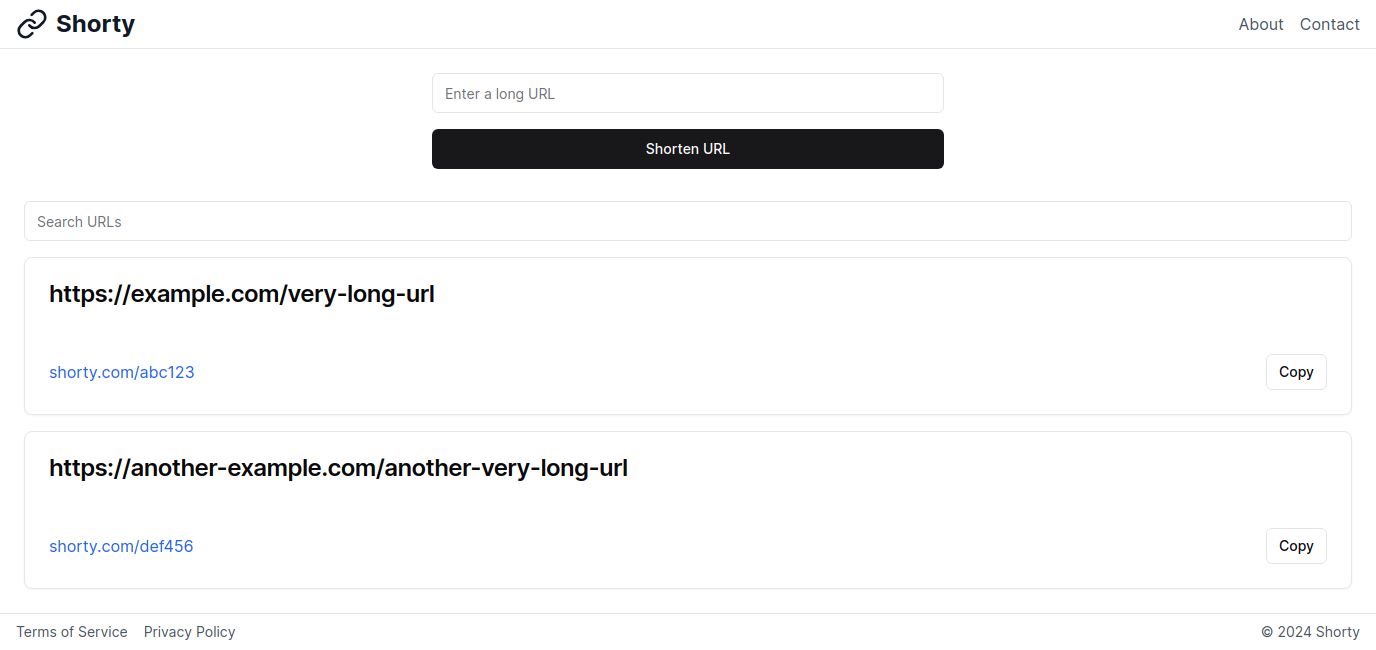 Shorty
About Contact
Enter a long URL
Shorten URL
Search URLs
https://example.com/very-long-url
shorty.com/abc123
Copy
https://another-example.com/another-very-long-url
shorty.com/def456
Copy
Terms of Service Privacy Policy
© 2024 Shorty